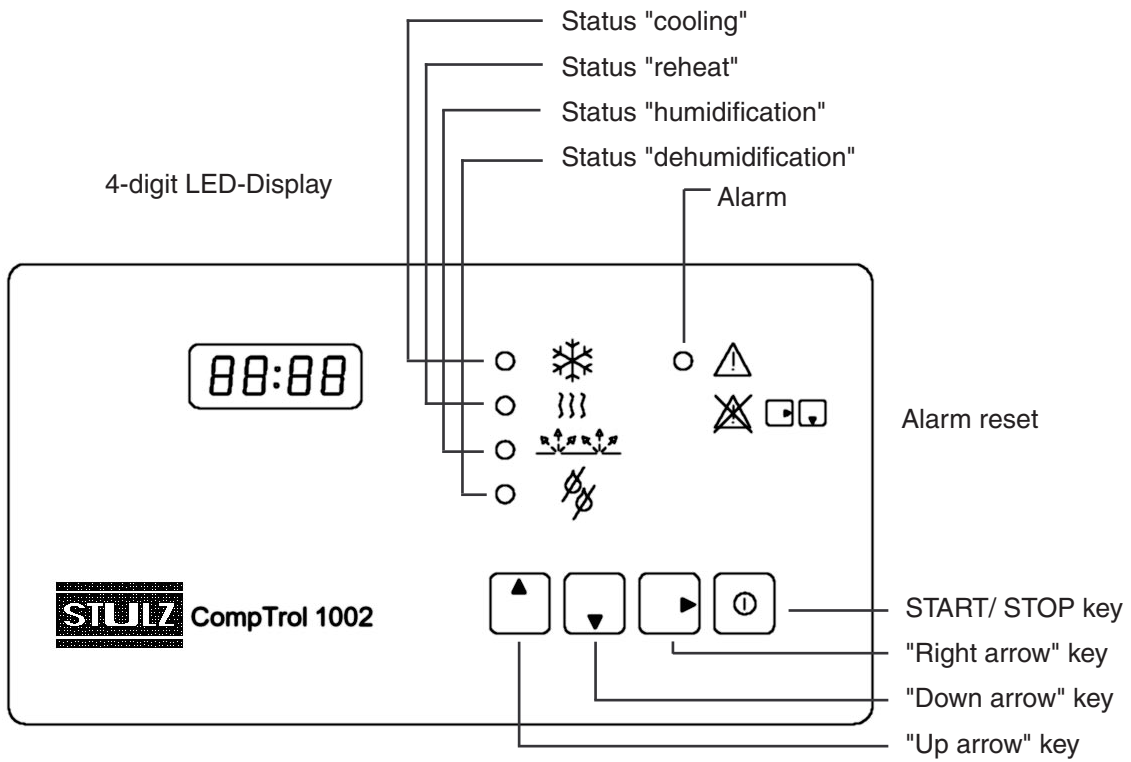 Status "cooling"
Status "reheat"
Status "humidification"
Status "dehumidification"
4-digit LED-Display
Alarm
88:88
Alarm reset
STULZ CompTrol 1002
START/ STOP key
"Right arrow" key
"Down arrow" key
"Up arrow" key